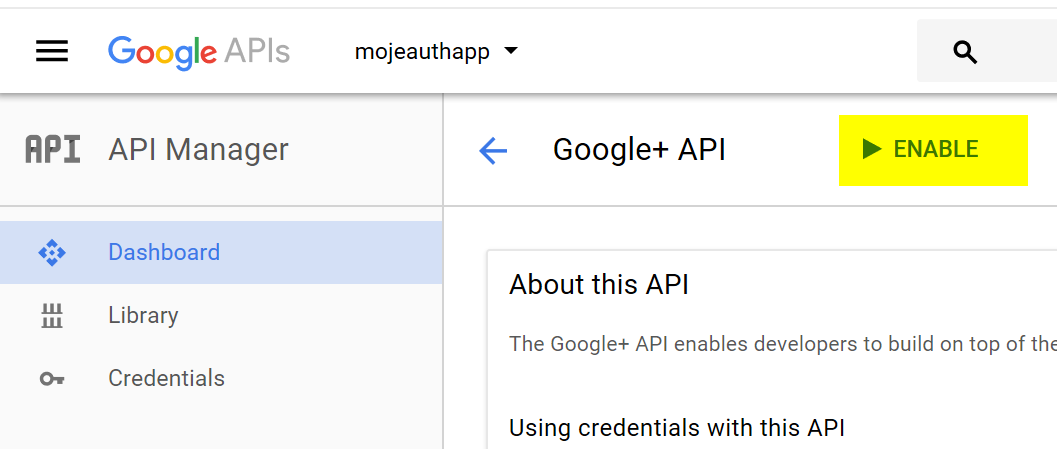 Google APIs
mojeauthapp
API
API Manager
Google+ API
ENABLE
Dashboard
Library
Credentials
About this API
The Google+ API enables developers to build on top of the
Using credentials with this API